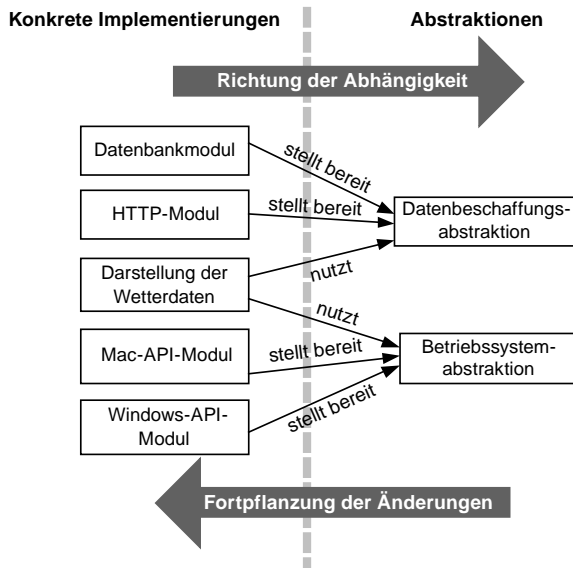 Konkrete Implementierungen
Abstraktionen
Richtung der Abhängigkeit
Datenbankmodul
stellt bereit
HTTP-Modul
stellt bereit
Datenbeschaffungs-
abstraktion
Darstellung der
Wetterdaten
nutzt
nutzt
Mac-API-Modul
stellt bereit
Betriebssystem-
abstraktion
Windows-API-
Modul
stellt bereit
Fortpflanzung der Änderungen